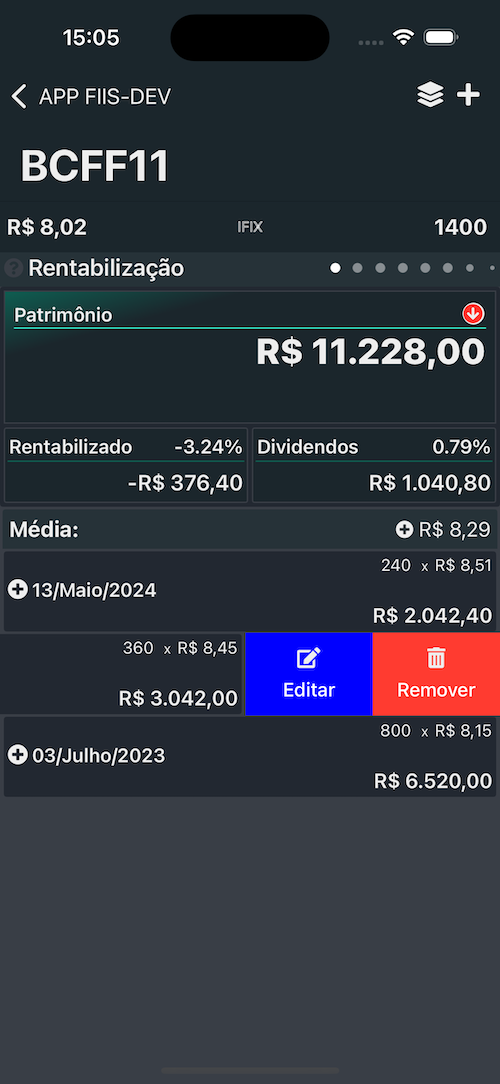 15:05
APP FIIS-DEV
BCFF11
R$ 8,02 IFIX 1400
? Rentabilização
Patrimônio
R$ 11.228,00
Rentabilizado -3.24% Dividendos 0.79%
-R$ 376,40 R$ 1.040,80
Média: R$ 8,29
240 x R$ 8,51
13/Maio/2024
R$ 2.042,40
360 x R$ 8,45
R$ 3.042,00 Editar Remover
800 x R$ 8,15
03/Julho/2023
R$ 6.520,00